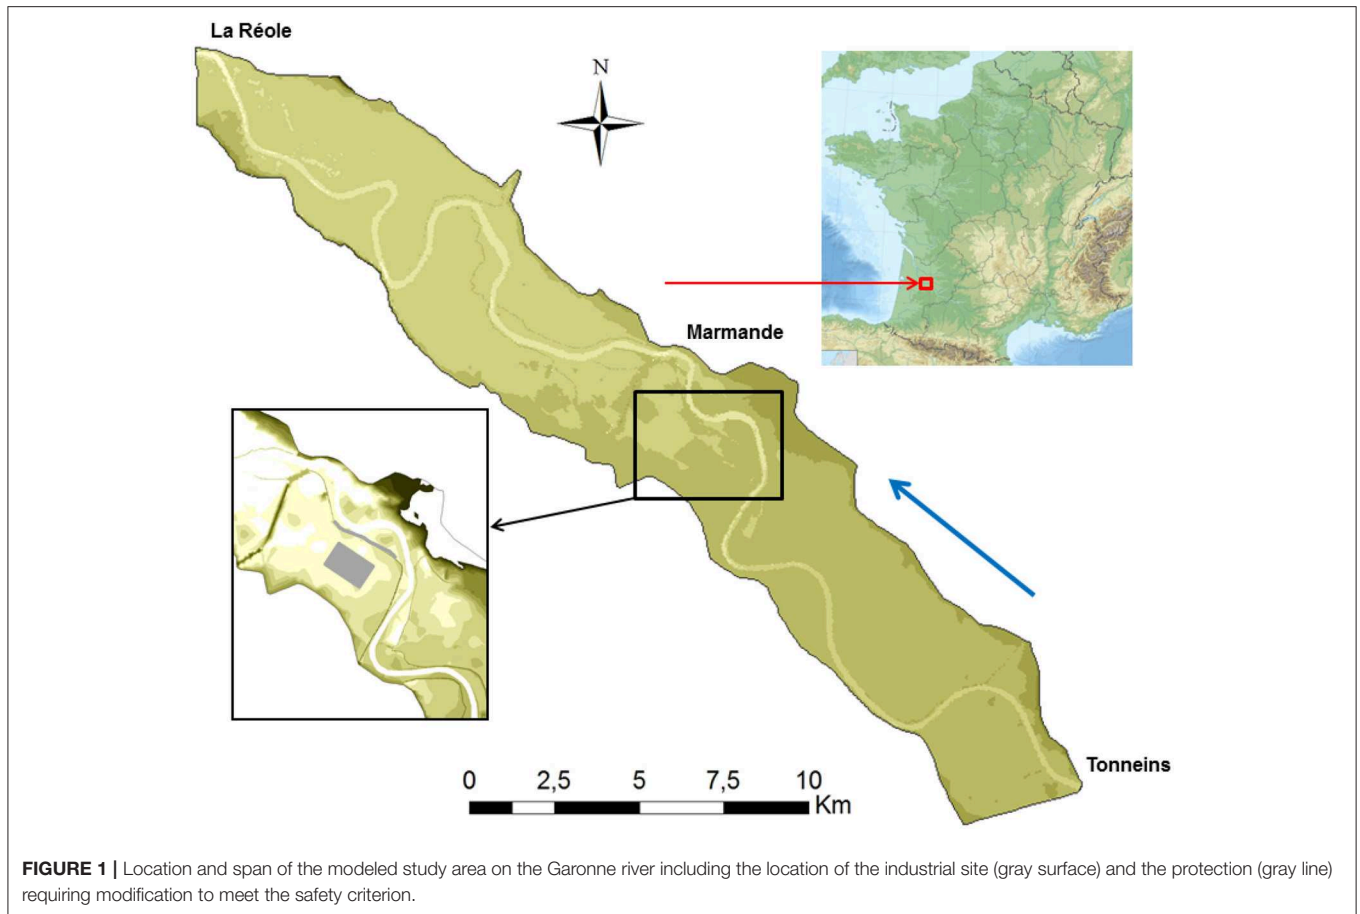 La Réole
N
Marmande
Tonneins
0 2,5 5 7,5 10
Km
FIGURE 1 | Location and span of the modeled study area on the Garonne river including the location of the industrial site (gray surface) and the protection (gray line)
requiring modification to meet the safety criterion.